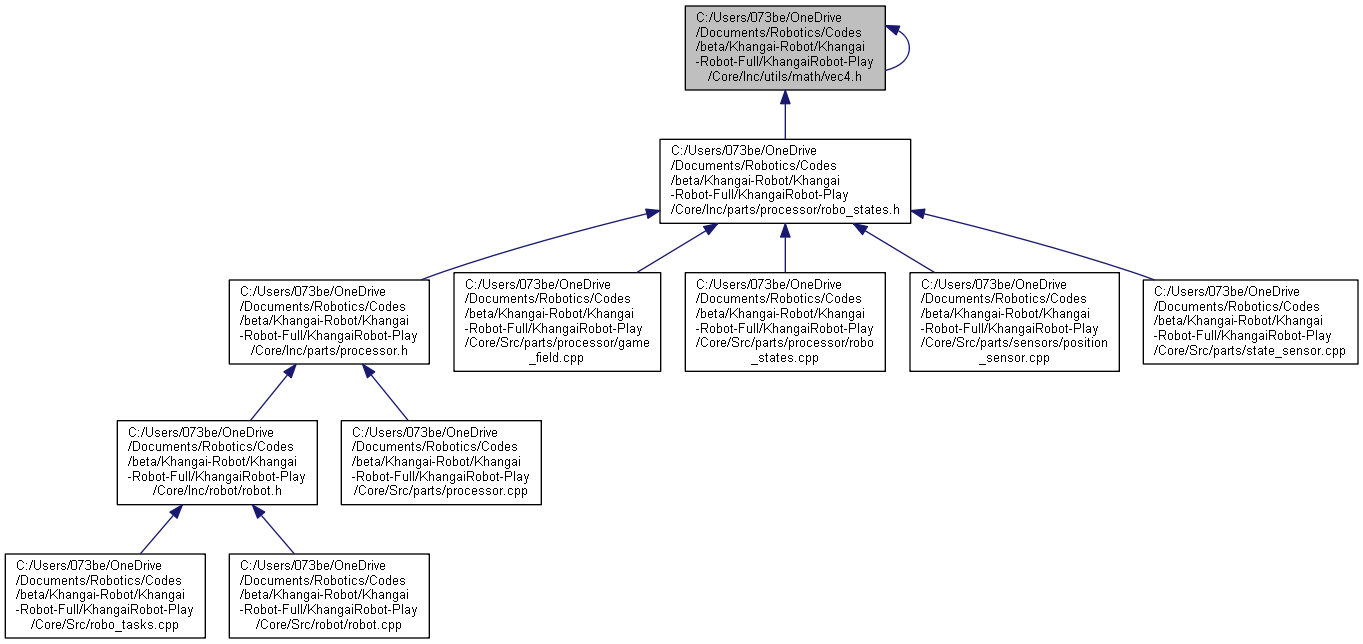 C:/Users/073be/OneDrive
/Documents/Robotics/Codes
/beta/Khangai-Robot/Khangai
-Robot-Full/KhangaiRobot-Play
/Core/Inc/utils/math/vec4.h
C:/Users/073be/OneDrive
/Documents/Robotics/Codes
/beta/Khangai-Robot/Khangai
-Robot-Full/KhangaiRobot-Play
/Core/Inc/parts/processor/robo_states.h
C:/Users/073be/OneDrive
/Documents/Robotics/Codes
/beta/Khangai-Robot/Khangai
-Robot-Full/KhangaiRobot-Play
/Core/Inc/parts/processor.h
C:/Users/073be/OneDrive
/Documents/Robotics/Codes
/beta/Khangai-Robot/Khangai
-Robot-Full/KhangaiRobot-Play
/Core/Src/parts/processor/game
_field.cpp
C:/Users/073be/OneDrive
/Documents/Robotics/Codes
/beta/Khangai-Robot/Khangai
-Robot-Full/KhangaiRobot-Play
/Core/Src/parts/processor/robo
_states.cpp
C:/Users/073be/OneDrive
/Documents/Robotics/Codes
/beta/Khangai-Robot/Khangai
-Robot-Full/KhangaiRobot-Play
/Core/Src/parts/sensors/position
_sensor.cpp
C:/Users/073be/OneDrive
/Documents/Robotics/Codes
/beta/Khangai-Robot/Khangai
-Robot-Full/KhangaiRobot-Play
/Core/Src/parts/state_sensor.cpp
C:/Users/073be/OneDrive
/Documents/Robotics/Codes
/beta/Khangai-Robot/Khangai
-Robot-Full/KhangaiRobot-Play
/Core/Inc/robot/robot.h
C:/Users/073be/OneDrive
/Documents/Robotics/Codes
/beta/Khangai-Robot/Khangai
-Robot-Full/KhangaiRobot-Play
/Core/Src/parts/processor.cpp
C:/Users/073be/OneDrive
/Documents/Robotics/Codes
/beta/Khangai-Robot/Khangai
-Robot-Full/KhangaiRobot-Play
/Core/Src/robo_tasks.cpp
C:/Users/073be/OneDrive
/Documents/Robotics/Codes
/beta/Khangai-Robot/Khangai
-Robot-Full/KhangaiRobot-Play
/Core/Src/robot/robot.cpp